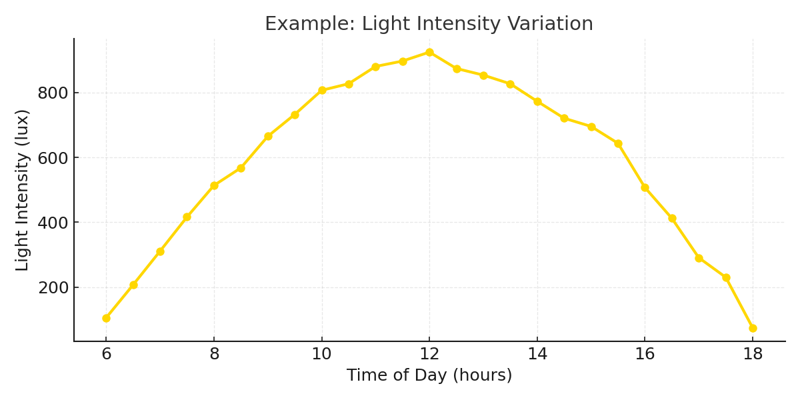 Example: Light Intensity Variation
Light Intensity (lux)
800
600
400
200
6 8 10 12 14 16 18
Time of Day (hours)